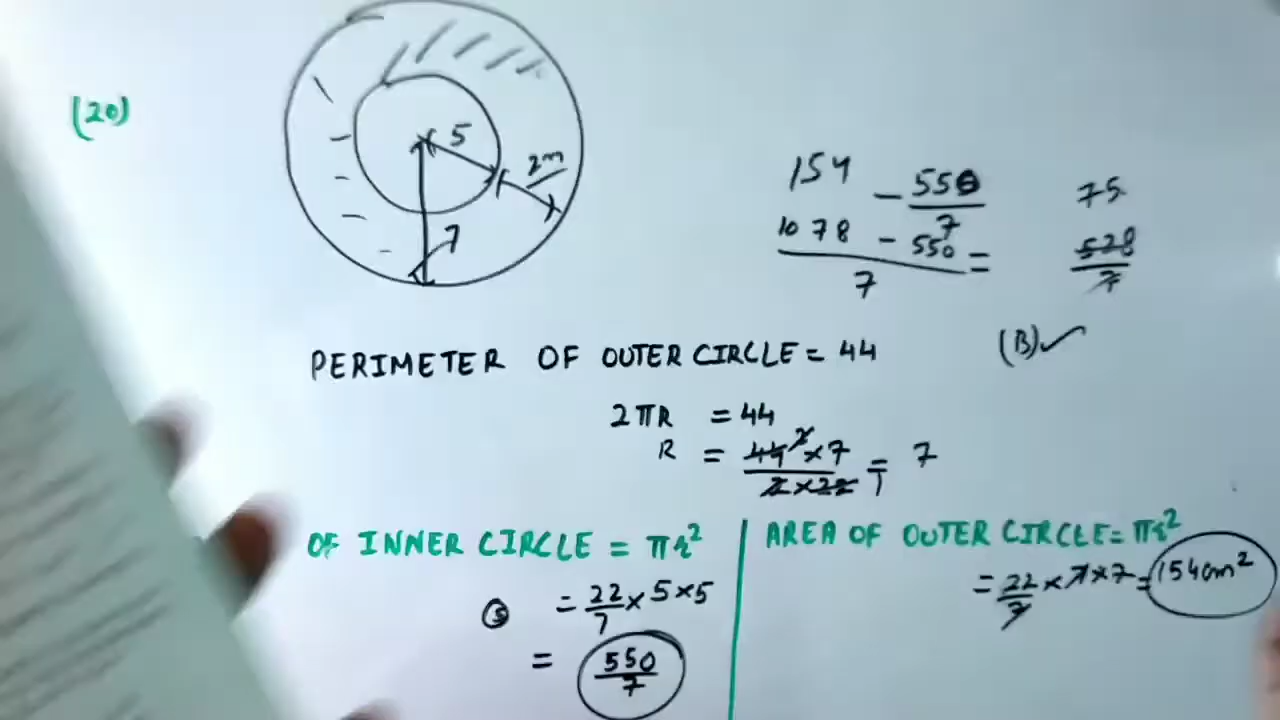 (20)
5
2m
7
154 - 550/7
1078 - 550 / 7 =
75
528/7
PERIMETER OF OUTER CIRCLE = 44
(B)✓
2πR = 44
R = 44 2 × 7 / 2 × 22 = 7
1
OF INNER CIRCLE = πr²
= 22/7 × 5 × 5
= 550/7
AREA OF OUTER CIRCLE = πr²
= 22/7 × 7 × 7 = 154cm²